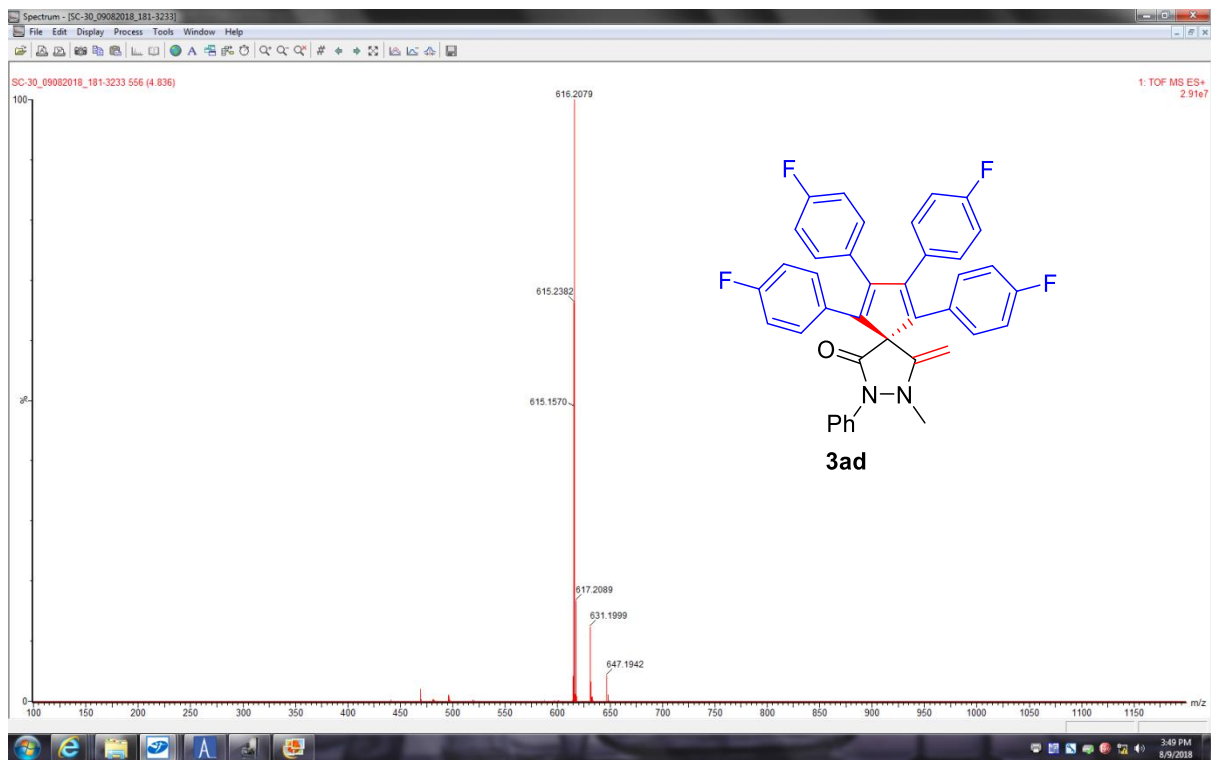 Spectrum - [SC-30_09082018_181-3233]
File Edit Display Process Tools Window Help
SC-30_09082018_181-3233 556 (4.836)
1: TOF MS ES+
2.91e7
100
616.2079
615.2382
615.1570
%
617.2089
631.1999
647.1942
0
100 150 200 250 300 350 400 450 500 550 600 650 700 750 800 850 900 950 1000 1050 1100 1150 m/z
F F
F F
O
N N
Ph
3ad
3:49 PM
8/9/2018